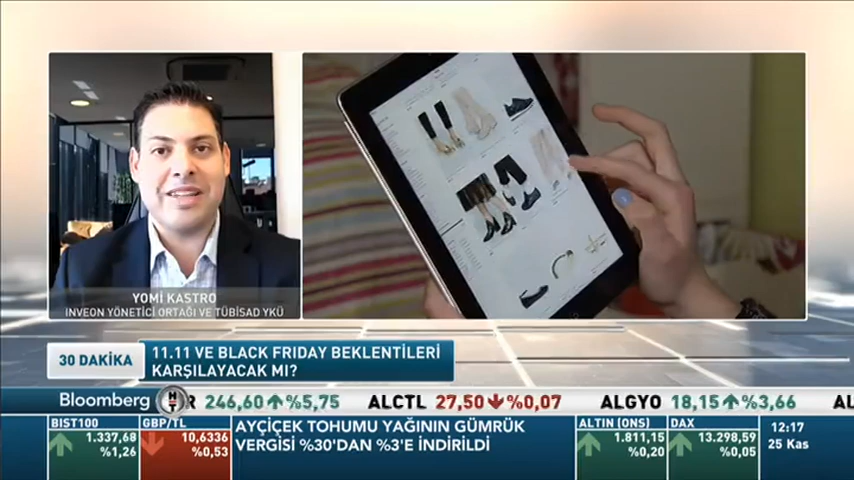 YOMİ KASTRO
INVEON YÖNETİCİ ORTAĞI VE TÜBİSAD YKÜ
30 DAKİKA
11.11 VE BLACK FRIDAY BEKLENTİLERİ
KARŞILAYACAK MI?
Bloomberg HT
R 246,60 %5,75 ALCTL 27,50 %0,07 ALGYO 18,15 %3,66 AL
BIST100
1.337,68
%1,26
GBP/TL
10,6336
%0,53
AYÇİÇEK TOHUMU YAĞININ GÜMRÜK
VERGİSİ %30'DAN %3'E İNDİRİLDİ
ALTIN (ONS)
1.811,15
%0,20
DAX
13.298,59
%0,05
12:17
25 Kas